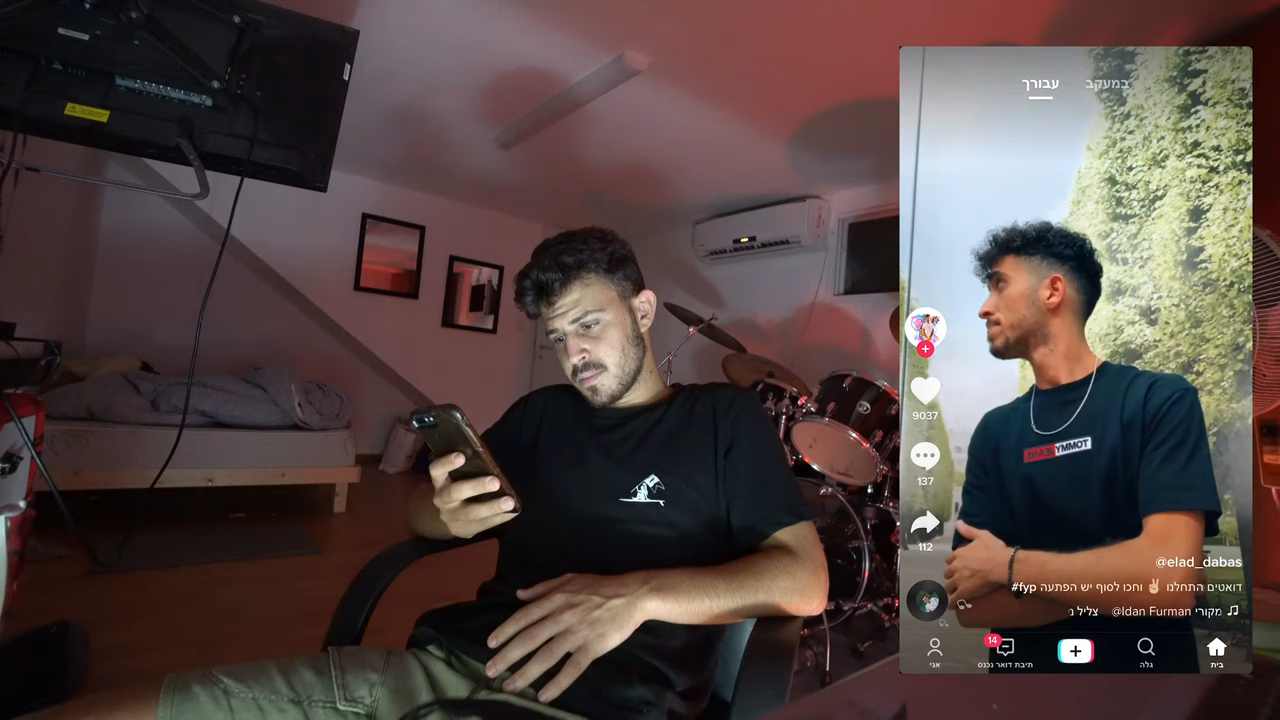 עבורך
במעקב
9037
137
112
TOMMY JEANS
@elad_dabas
דואטים התחלנו ✌🏼 וחכו לסוף יש הפתעה #fyp
מקורי @Idan Furman צליל מ
בית
גלה
14
תיבת דואר נכנס
אני